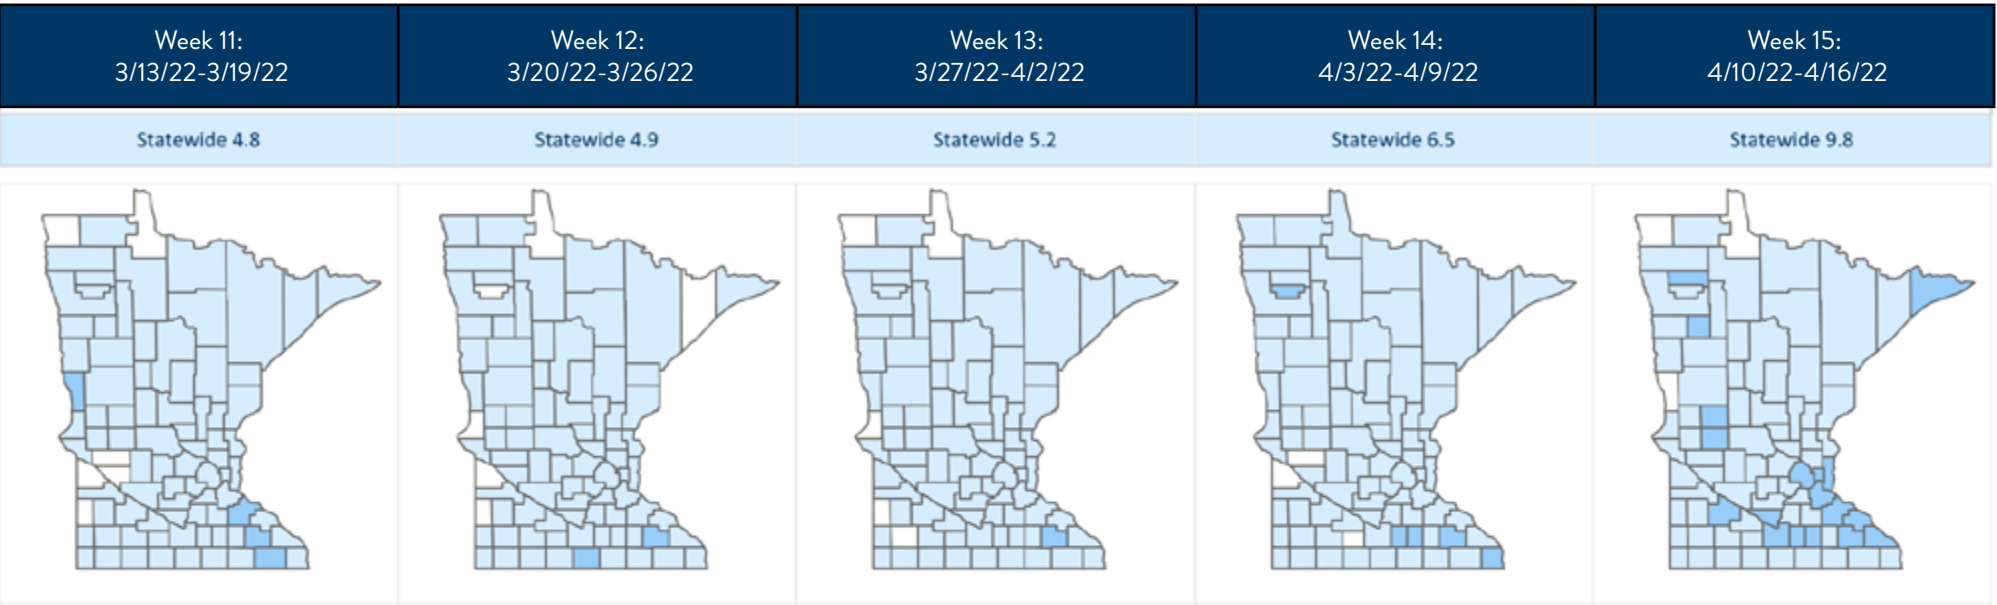 Week 11:
3/13/22-3/19/22
Week 12:
3/20/22-3/26/22
Week 13:
3/27/22-4/2/22
Week 14:
4/3/22-4/9/22
Week 15:
4/10/22-4/16/22
Statewide 4.8
Statewide 4.9
Statewide 5.2
Statewide 6.5
Statewide 9.8